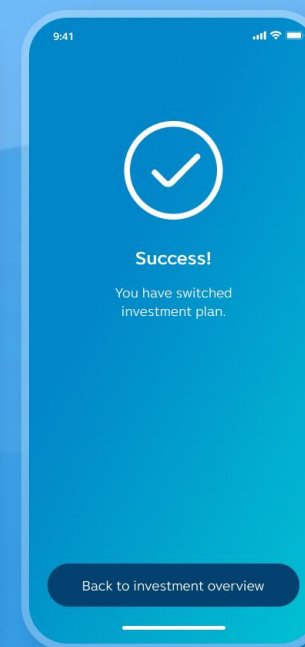 9:41
Success!
You have switched
investment plan.
Back to investment overview